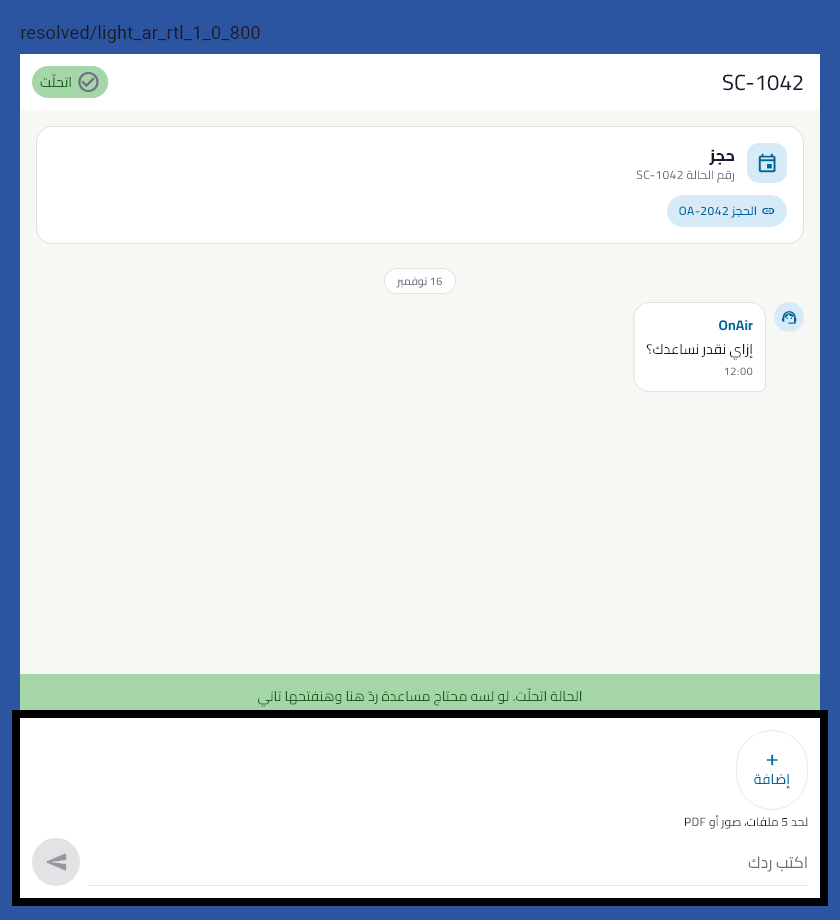 resolved/light_ar_rtl_1_0_800
SC-1042
اتحلّت
حجز
رقم الحالة SC-1042
الحجز OA-2042
16 نوفمبر
OnAir
إزاي نقدر نساعدك؟
12:00
الحالة اتحلّت. لو لسه محتاج مساعدة ردّ هنا وهنفتحها تاني
+
إضافة
لحد 5 ملفات، صور أو PDF
اكتب ردك